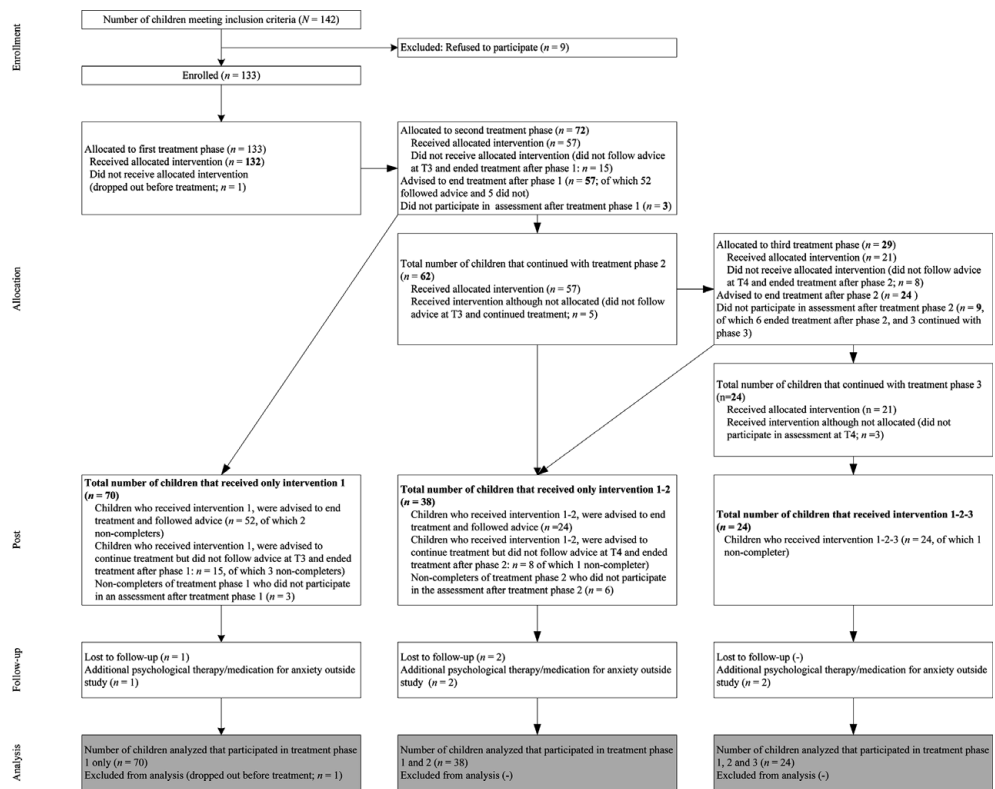 Enrollment
Number of children meeting inclusion criteria (N = 142)
Excluded: Refused to participate (n = 9)
Enrolled (n = 133)
Allocation
Allocated to first treatment phase (n = 133)
Received allocated intervention (n = 132)
Did not receive allocated intervention
(dropped out before treatment; n = 1)
Allocated to second treatment phase (n = 72)
Received allocated intervention (n = 57)
Did not receive allocated intervention (did not follow advice
at T3 and ended treatment after phase 1: n = 15)
Advised to end treatment after phase 1 (n = 57; of which 52
followed advice and 5 did not)
Did not participate in assessment after treatment phase 1 (n = 3)
Total number of children that continued with treatment phase 2
(n = 62)
Received allocated intervention (n = 57)
Received intervention although not allocated (did not follow
advice at T3 and continued treatment; n = 5)
Allocated to third treatment phase (n = 29)
Received allocated intervention (n = 21)
Did not receive allocated intervention (did not follow advice
at T4 and ended treatment after phase 2; n = 8)
Advised to end treatment after phase 2 (n = 24 )
Did not participate in assessment after treatment phase 2 (n = 9,
of which 6 ended treatment after phase 2, and 3 continued with
phase 3)
Total number of children that continued with treatment phase 3
(n=24)
Received allocated intervention (n = 21)
Received intervention although not allocated (did not
participate in assessment at T4; n =3)
Post
Total number of children that received only intervention 1
(n = 70)
Children who received intervention 1, were advised to end
treatment and followed advice (n = 52, of which 2
non-completers)
Children who received intervention 1, were advised to
continue treatment but did not follow advice at T3 and ended
treatment after phase 1: n = 15, of which 3 non-completers)
Non-completers of treatment phase 1 who did not participate
in an assessment after treatment phase 1 (n = 3)
Total number of children that received only intervention 1-2
(n = 38)
Children who received intervention 1-2, were advised to end
treatment and followed advice (n =24)
Children who received intervention 1-2, were advised to
continue treatment but did not follow advice at T4 and ended
treatment after phase 2: n = 8 of which 1 non-completer)
Non-completers of treatment phase 2 who did not participate
in the assessment after treatment phase 2 (n = 6)
Total number of children that received intervention 1-2-3
(n = 24)
Children who received intervention 1-2-3 (n = 24, of which 1
non-completer)
Follow-up
Lost to follow-up (n = 1)
Additional psychological therapy/medication for anxiety outside
study (n = 1)
Lost to follow-up (n = 2)
Additional psychological therapy/medication for anxiety outside
study (n = 2)
Lost to follow-up (-)
Additional psychological therapy/medication for anxiety outside
study (n = 2)
Analysis
Number of children analyzed that participated in treatment phase
1 only (n = 70)
Excluded from analysis (dropped out before treatment; n = 1)
Number of children analyzed that participated in treatment phase
1 and 2 (n = 38)
Excluded from analysis (-)
Number of children analyzed that participated in treatment phase
1, 2 and 3 (n = 24)
Excluded from analysis (-)